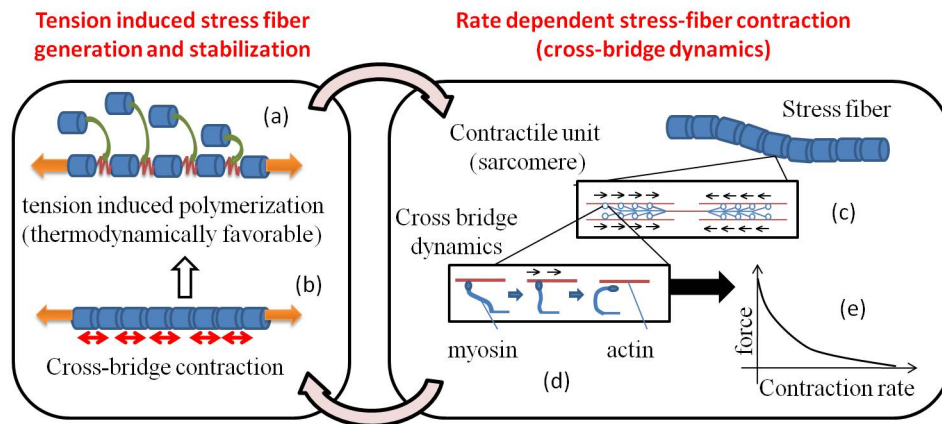 Tension induced stress fiber
generation and stabilization
(a)
tension induced polymerization
(thermodynamically favorable)
(b)
Cross-bridge contraction
Rate dependent stress-fiber contraction
(cross-bridge dynamics)
Stress fiber
Contractile unit
(sarcomere)
(c)
Cross bridge
dynamics
myosin
actin
(d)
(e)
force
Contraction rate